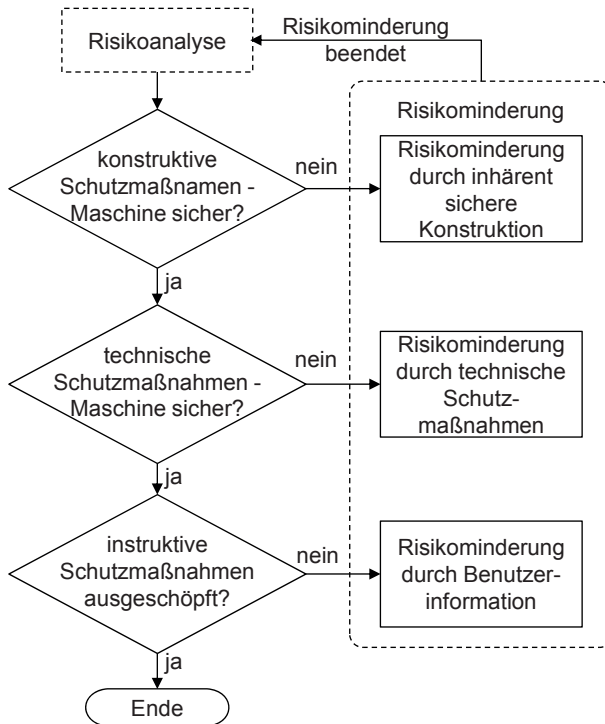 Risikoanalyse
Risikominderung
beendet
Risikominderung
konstruktive
Schutzmaßnamen -
Maschine sicher?
nein
Risikominderung
durch inhärent
sichere
Konstruktion
ja
technische
Schutzmaßnahmen -
Maschine sicher?
nein
Risikominderung
durch technische
Schutz-
maßnahmen
ja
instruktive
Schutzmaßnahmen
ausgeschöpft?
nein
Risikominderung
durch Benutzer-
information
ja
Ende